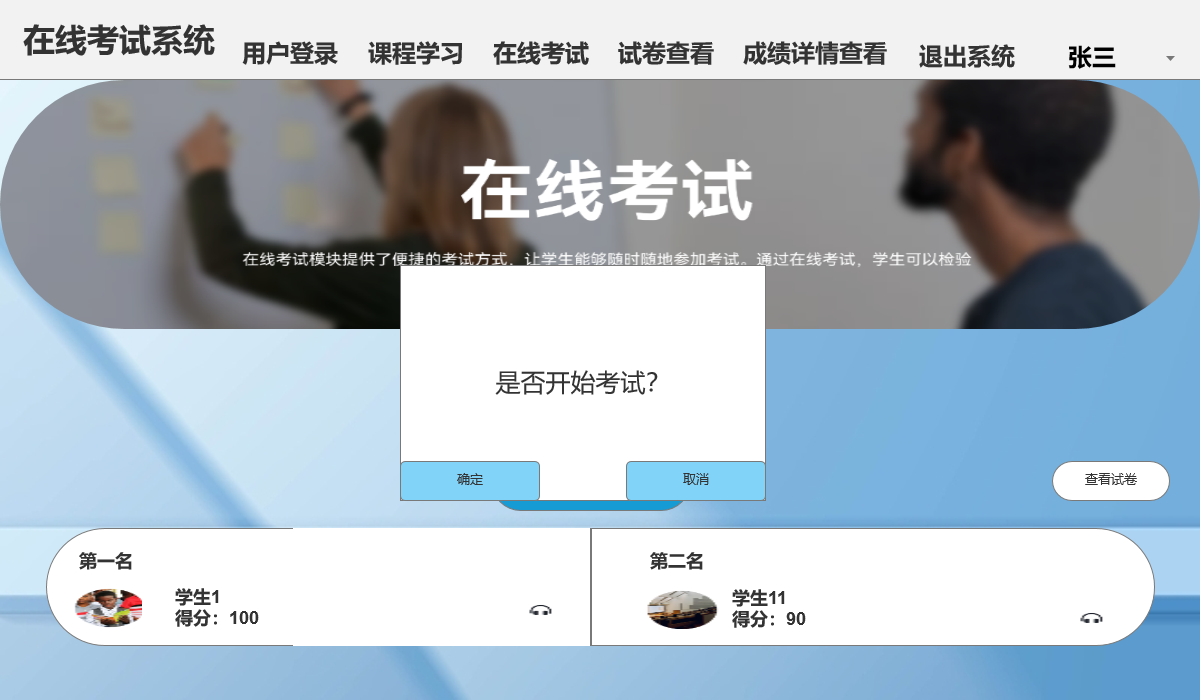 在线考试系统
用户登录
课程学习
在线考试
试卷查看
成绩详情查看
退出系统
张三
在线考试
在线考试模块提供了便捷的考试方式，让学生能够随时随地参加考试。通过在线考试，学生可以检验
是否开始考试？
确定
取消
查看试卷
第一名
学生1
得分：100
第二名
学生11
得分：90